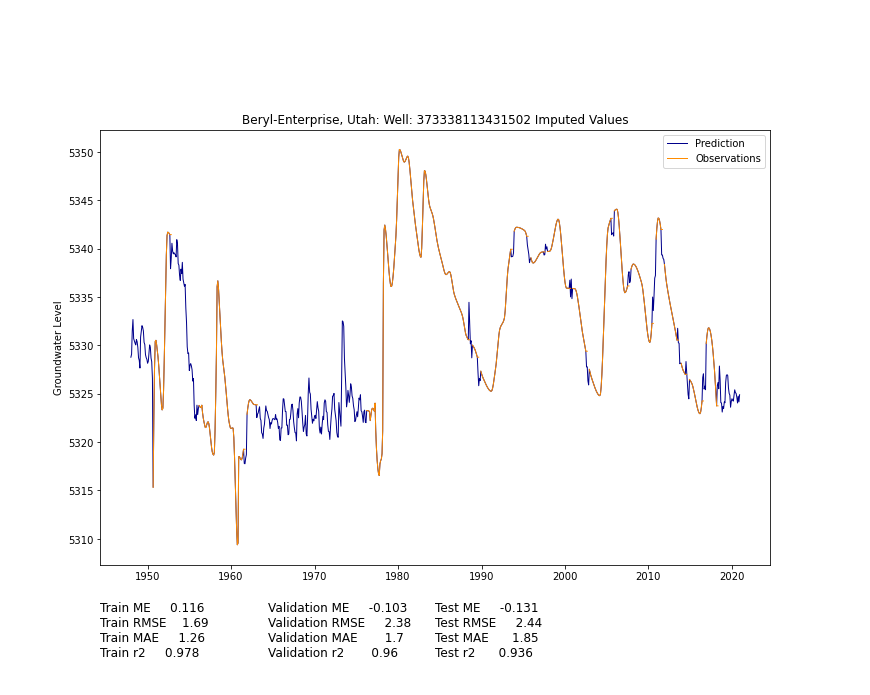 Beryl-Enterprise, Utah: Well: 373338113431502 Imputed Values
Prediction
Observations
Groundwater Level
5350
5345
5340
5335
5330
5325
5320
5315
5310
1950 1960 1970 1980 1990 2000 2010 2020
Train ME 0.116 Validation ME -0.103 Test ME -0.131
Train RMSE 1.69 Validation RMSE 2.38 Test RMSE 2.44
Train MAE 1.26 Validation MAE 1.7 Test MAE 1.85
Train r2 0.978 Validation r2 0.96 Test r2 0.936